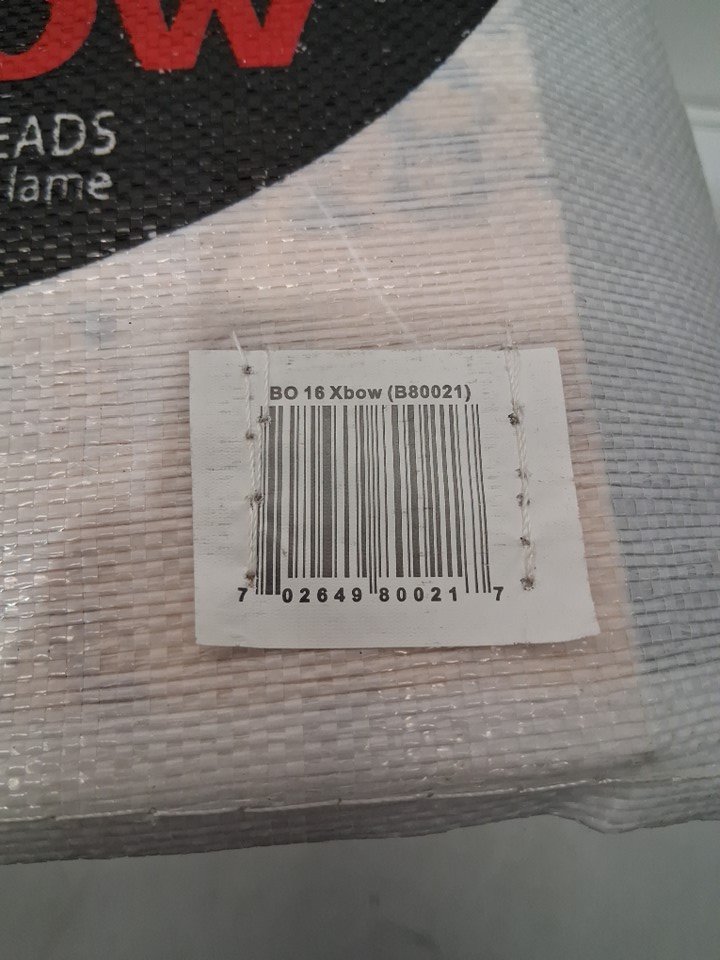 OW
EADS
lame
BO 16 Xbow (B80021)
7 02649 80021 7